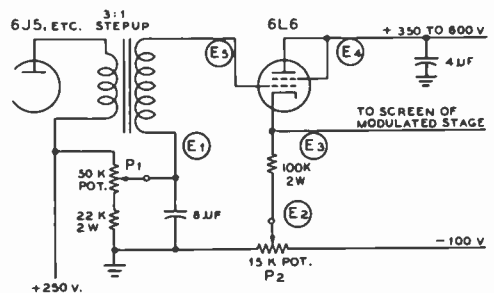 6J5, ETC.
3:1
STEPUP
6L6
E5
E4
+ 350 TO 600 V.
4 µF
TO SCREEN OF
MODULATED STAGE
E1
E3
P1
50 K
POT.
100K
2 W
22 K
2 W
8 µF
E2
-100 V.
15 K POT.
P2
+250 V.